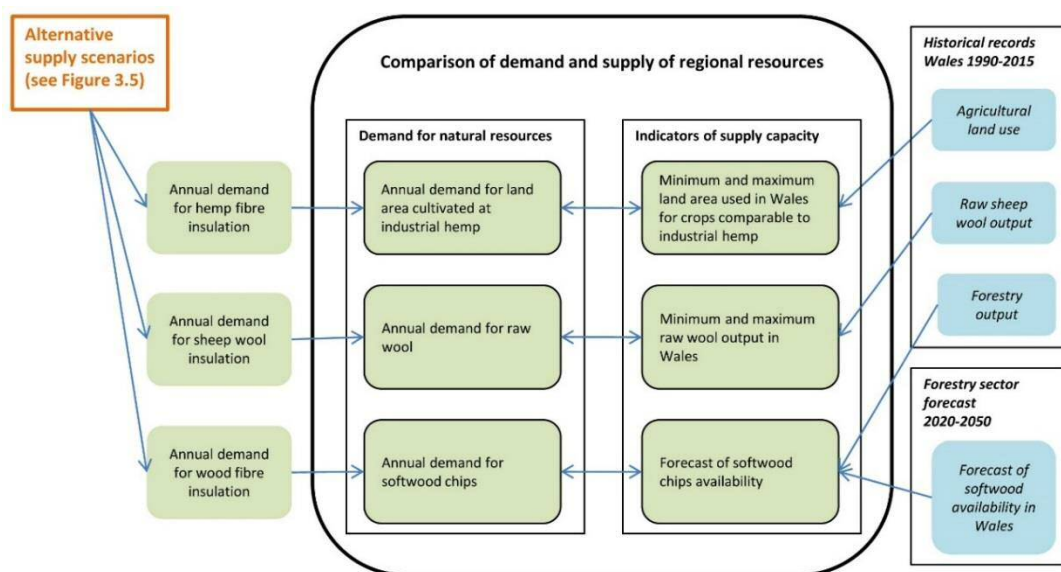 Alternative
supply scenarios
(see Figure 3.5)
Comparison of demand and supply of regional resources
Historical records
Wales 1990-2015
Agricultural
land use
Raw sheep
wool output
Forestry
output
Demand for natural resources
Indicators of supply capacity
Annual demand
for hemp fibre
insulation
Annual demand for land
area cultivated at
industrial hemp
Minimum and maximum
land area used in Wales
for crops comparable to
industrial hemp
Annual demand
for sheep wool
insulation
Annual demand for raw
wool
Minimum and maximum
raw wool output in
Wales
Annual demand
for wood fibre
insulation
Annual demand for
softwood chips
Forecast of softwood
chips availability
Forestry sector
forecast
2020-2050
Forecast of
softwood
availability in
Wales